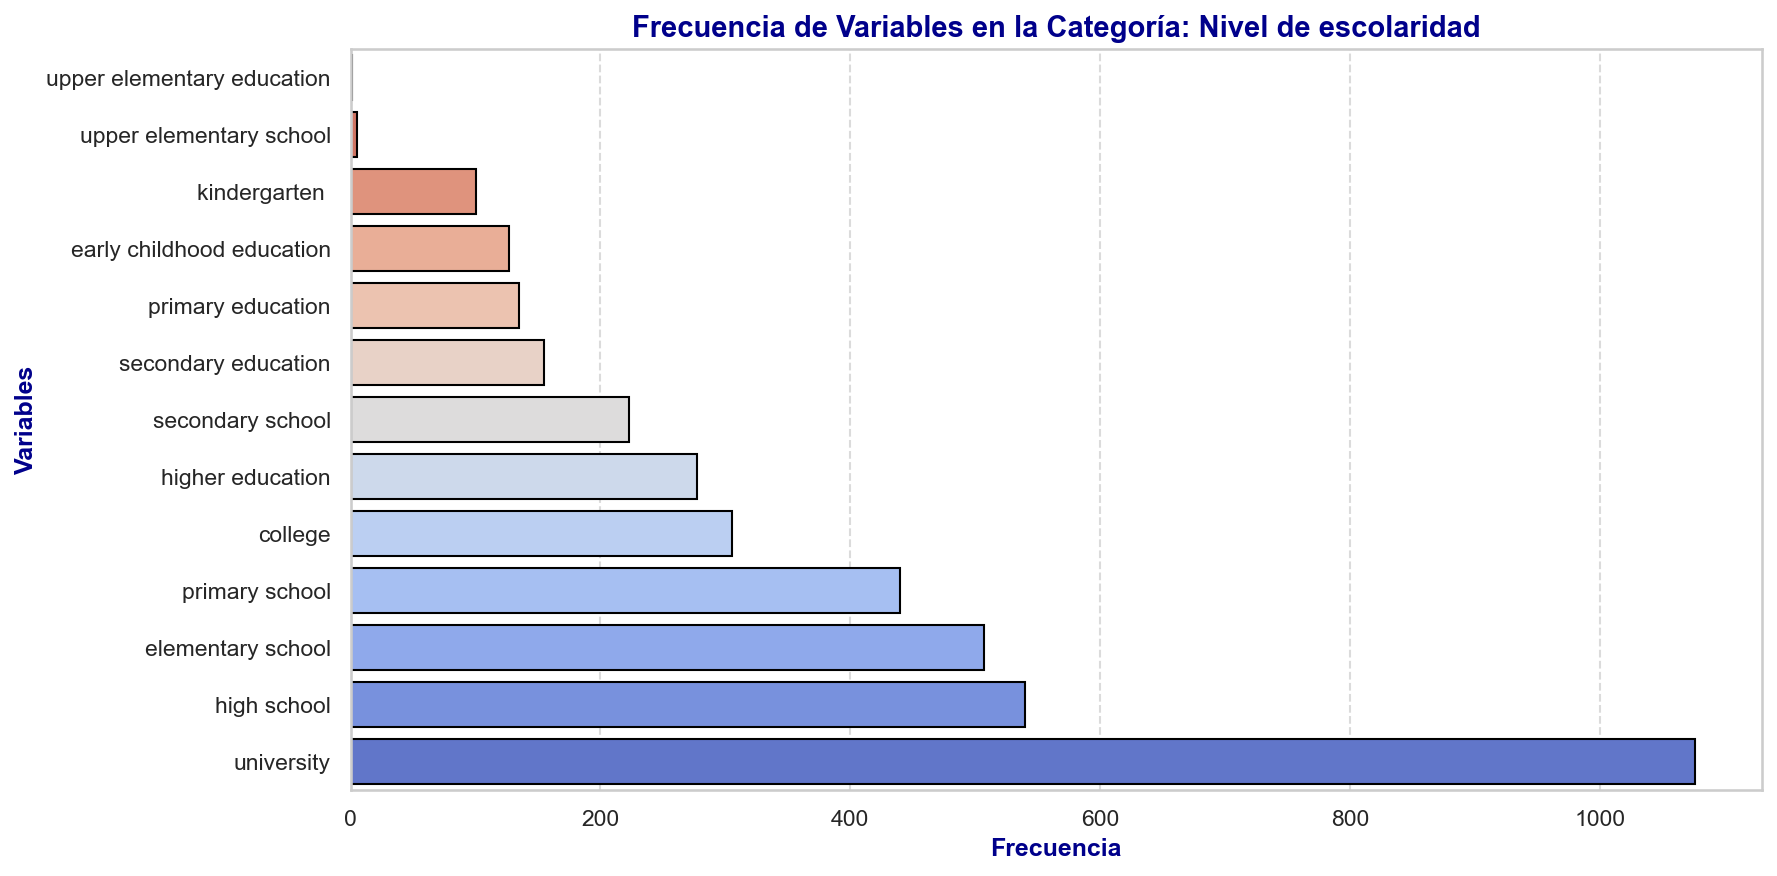 Frecuencia de Variables en la Categoría: Nivel de escolaridad
upper elementary education
upper elementary school
kindergarten
early childhood education
primary education
secondary education
secondary school
higher education
college
primary school
elementary school
high school
university
Variables
0 200 400 600 800 1000
Frecuencia